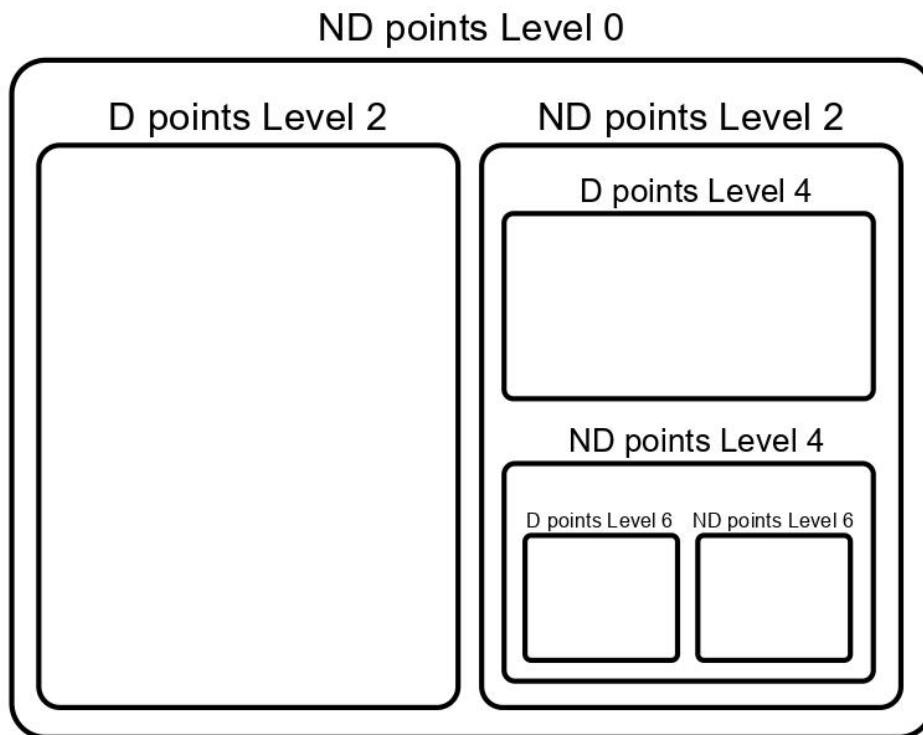 ND points Level 0
D points Level 2
ND points Level 2
D points Level 4
ND points Level 4
D points Level 6
ND points Level 6